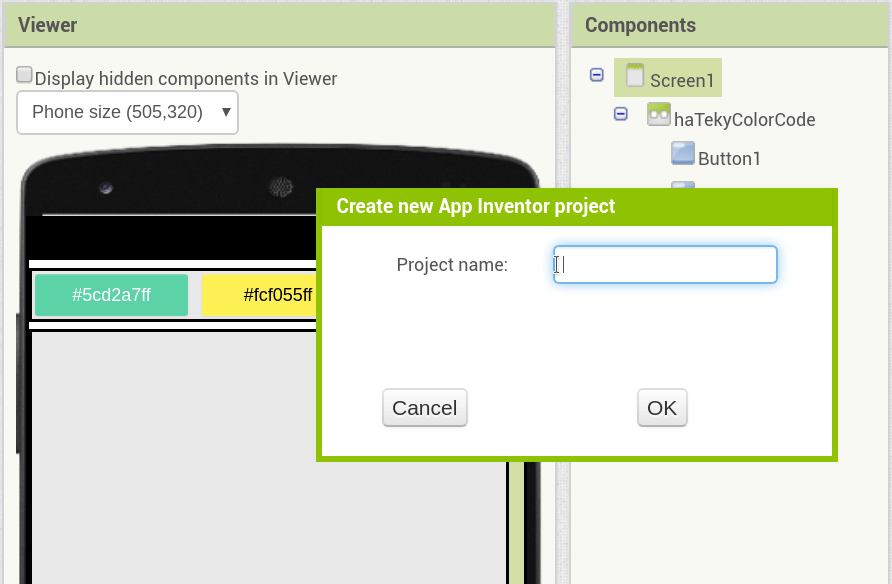 Viewer
Display hidden components in Viewer
Phone size (505,320)
#5cd2a7ff
#fcf055ff
Components
Screen1
haTekyColorCode
Button1
Create new App Inventor project
Project name:
Cancel
OK